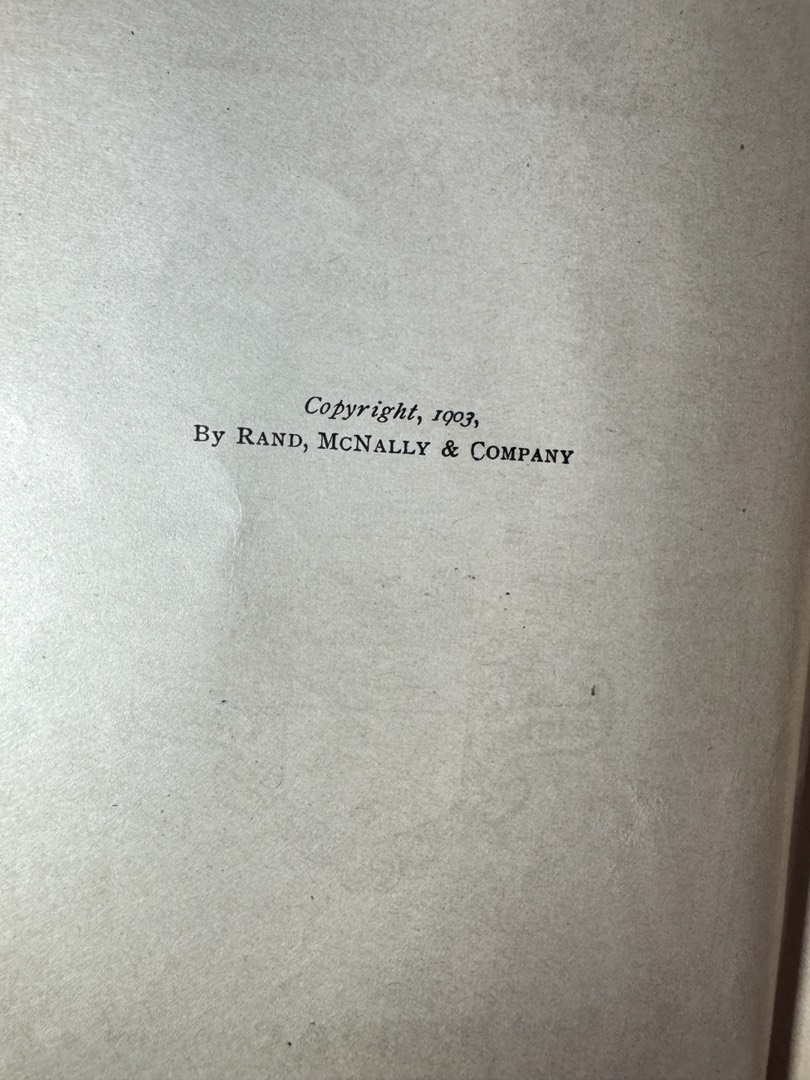 Copyright, 1903,
By RAND, MCNALLY & COMPANY